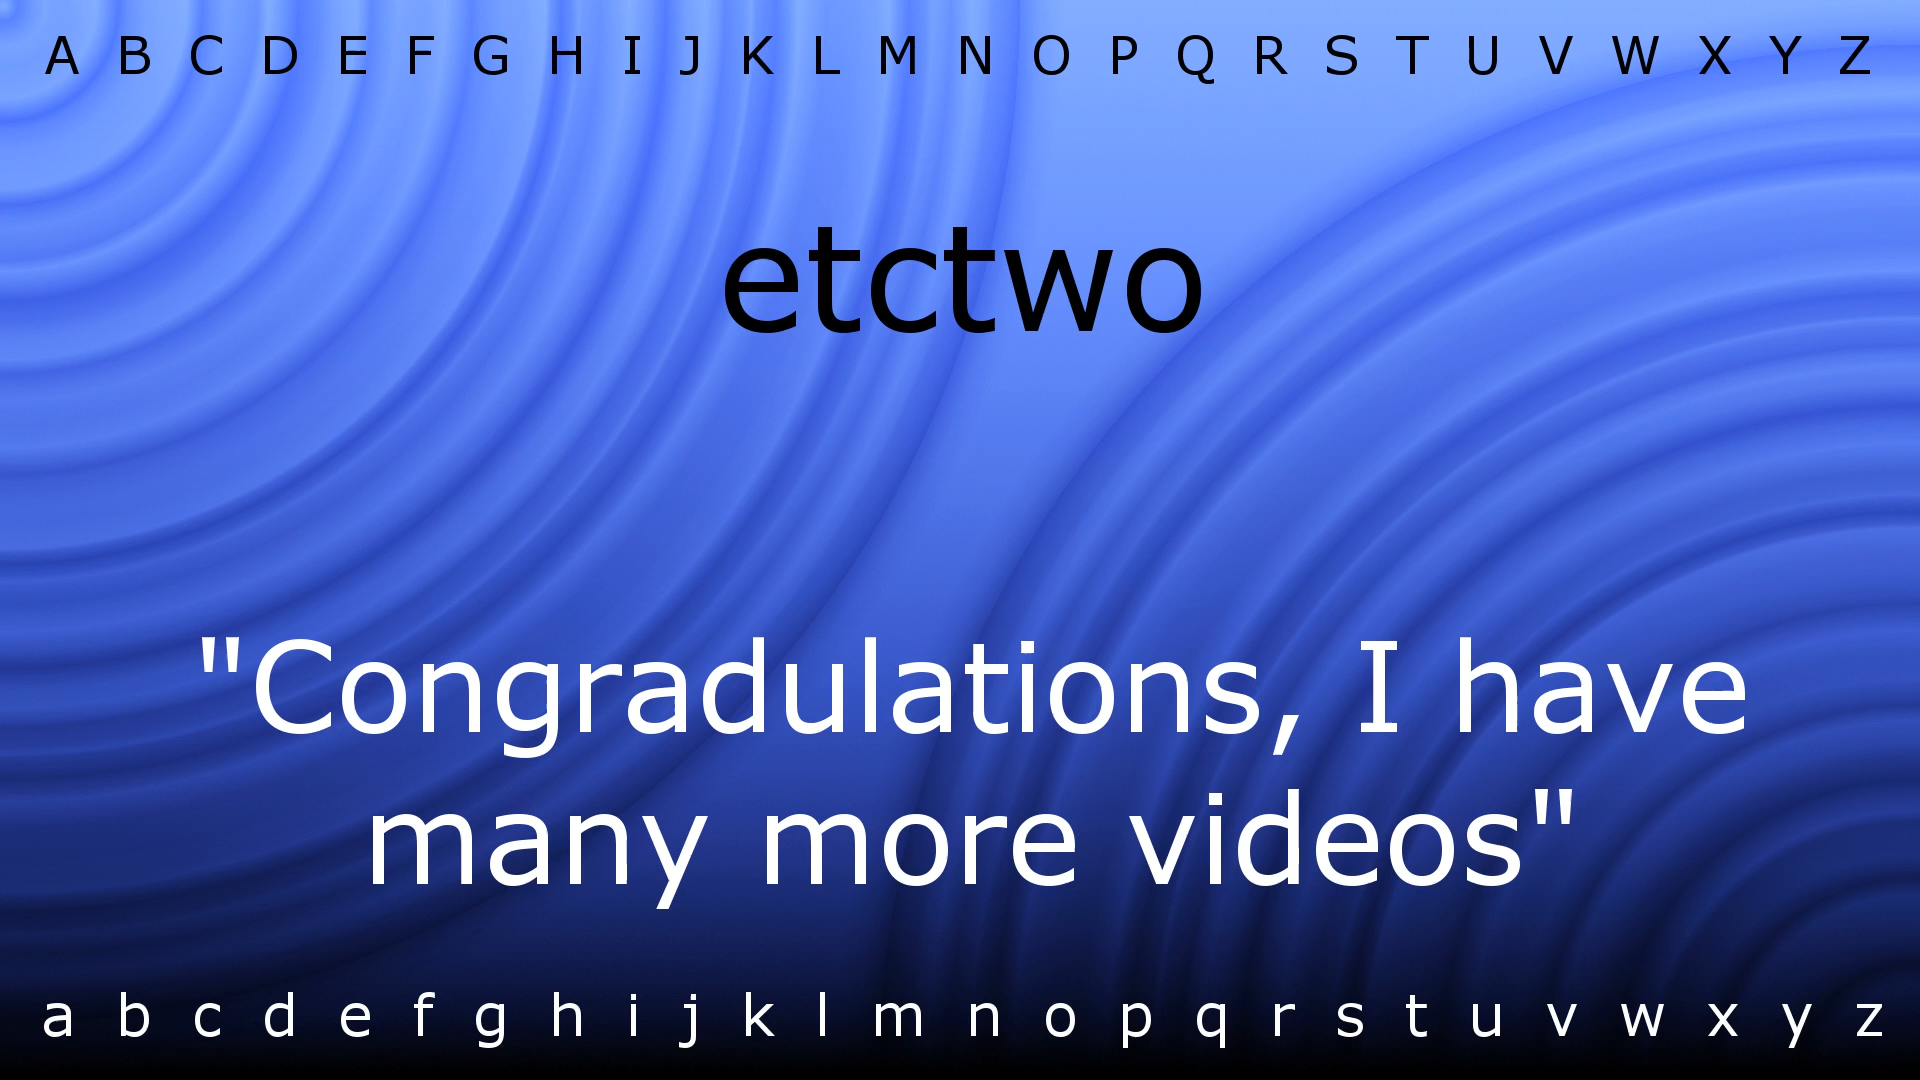 A B C D E F G H I J K L M N O P Q R S T U V W X Y Z
etctwo
"Congradulations, I have
many more videos"
a b c d e f g h i j k l m n o p q r s t u v w x y z